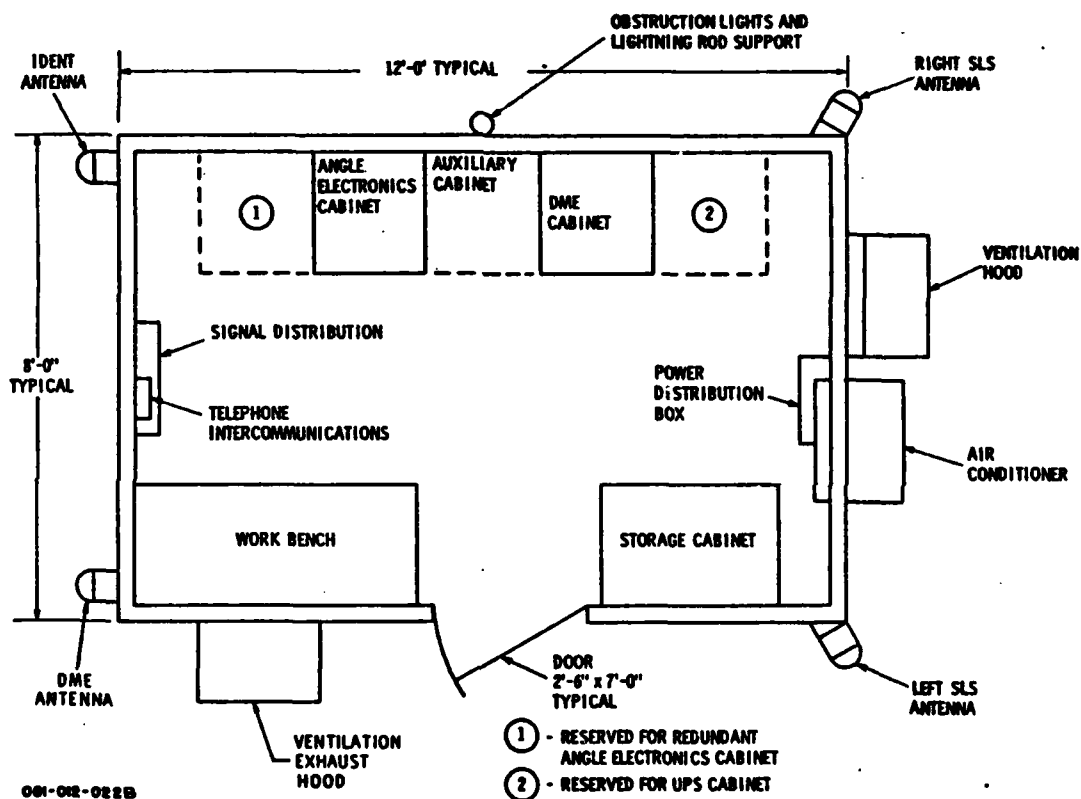 OBSTRUCTION LIGHTS AND
LIGHTNING ROD SUPPORT
IDENT
ANTENNA
12'-0' TYPICAL
RIGHT SLS
ANTENNA
ANGLE
ELECTRONICS
CABINET
AUXILIARY
CABINET
DME
CABINET
1
2
VENTILATION
HOOD
SIGNAL DISTRIBUTION
8'-0"
TYPICAL
TELEPHONE
INTERCOMMUNICATIONS
POWER
DISTRIBUTION
BOX
AIR
CONDITIONER
WORK BENCH
STORAGE CABINET
DME
ANTENNA
DOOR
2'-6" x 7'-0"
TYPICAL
LEFT SLS
ANTENNA
VENTILATION
EXHAUST
HOOD
1 - RESERVED FOR REDUNDANT
ANGLE ELECTRONICS CABINET
2 - RESERVED FOR UPS CABINET
001-012-022B